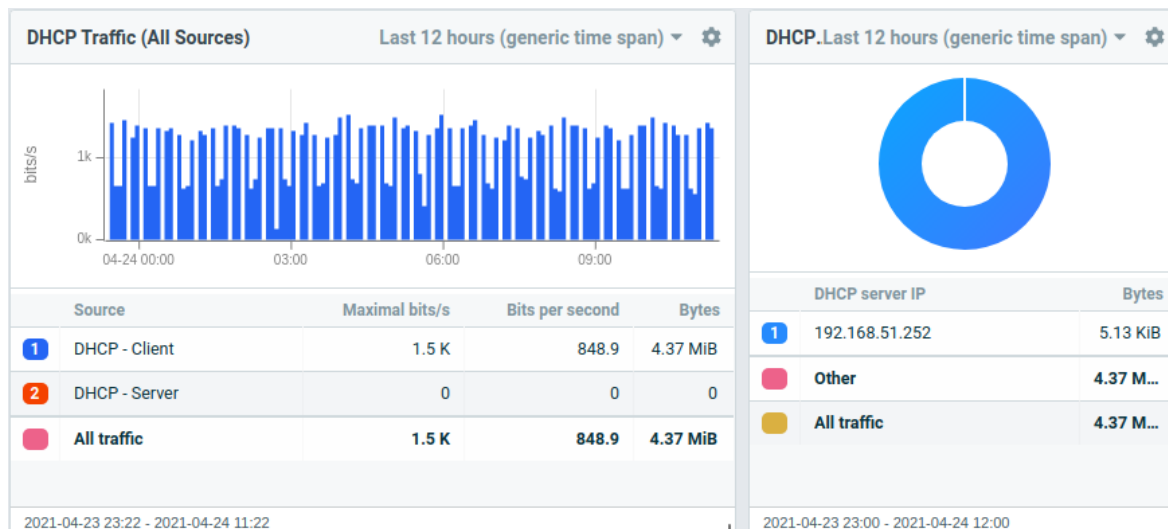 DHCP Traffic (All Sources) Last 12 hours (generic time span)
bits/s
1k
0k
04-24 00:00 03:00 06:00 09:00
Source Maximal bits/s Bits per second Bytes
1 DHCP - Client 1.5 K 848.9 4.37 MiB
2 DHCP - Server 0 0 0
All traffic 1.5 K 848.9 4.37 MiB
2021-04-23 23:22 - 2021-04-24 11:22
DHCP..Last 12 hours (generic time span)
DHCP server IP Bytes
1 192.168.51.252 5.13 KiB
Other 4.37 M...
All traffic 4.37 M...
2021-04-23 23:00 - 2021-04-24 12:00